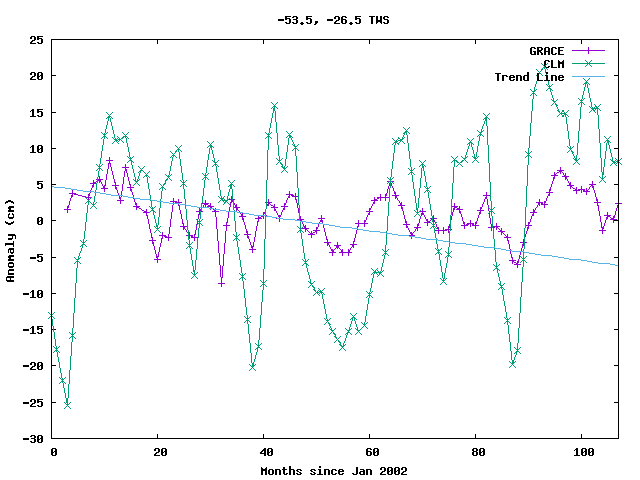 -53.5, -26.5 TWS
GRACE
CLM
Trend Line
25
20
15
10
5
0
-5
-10
-15
-20
-25
-30
Anomaly (cm)
0 20 40 60 80 100
Months since Jan 2002